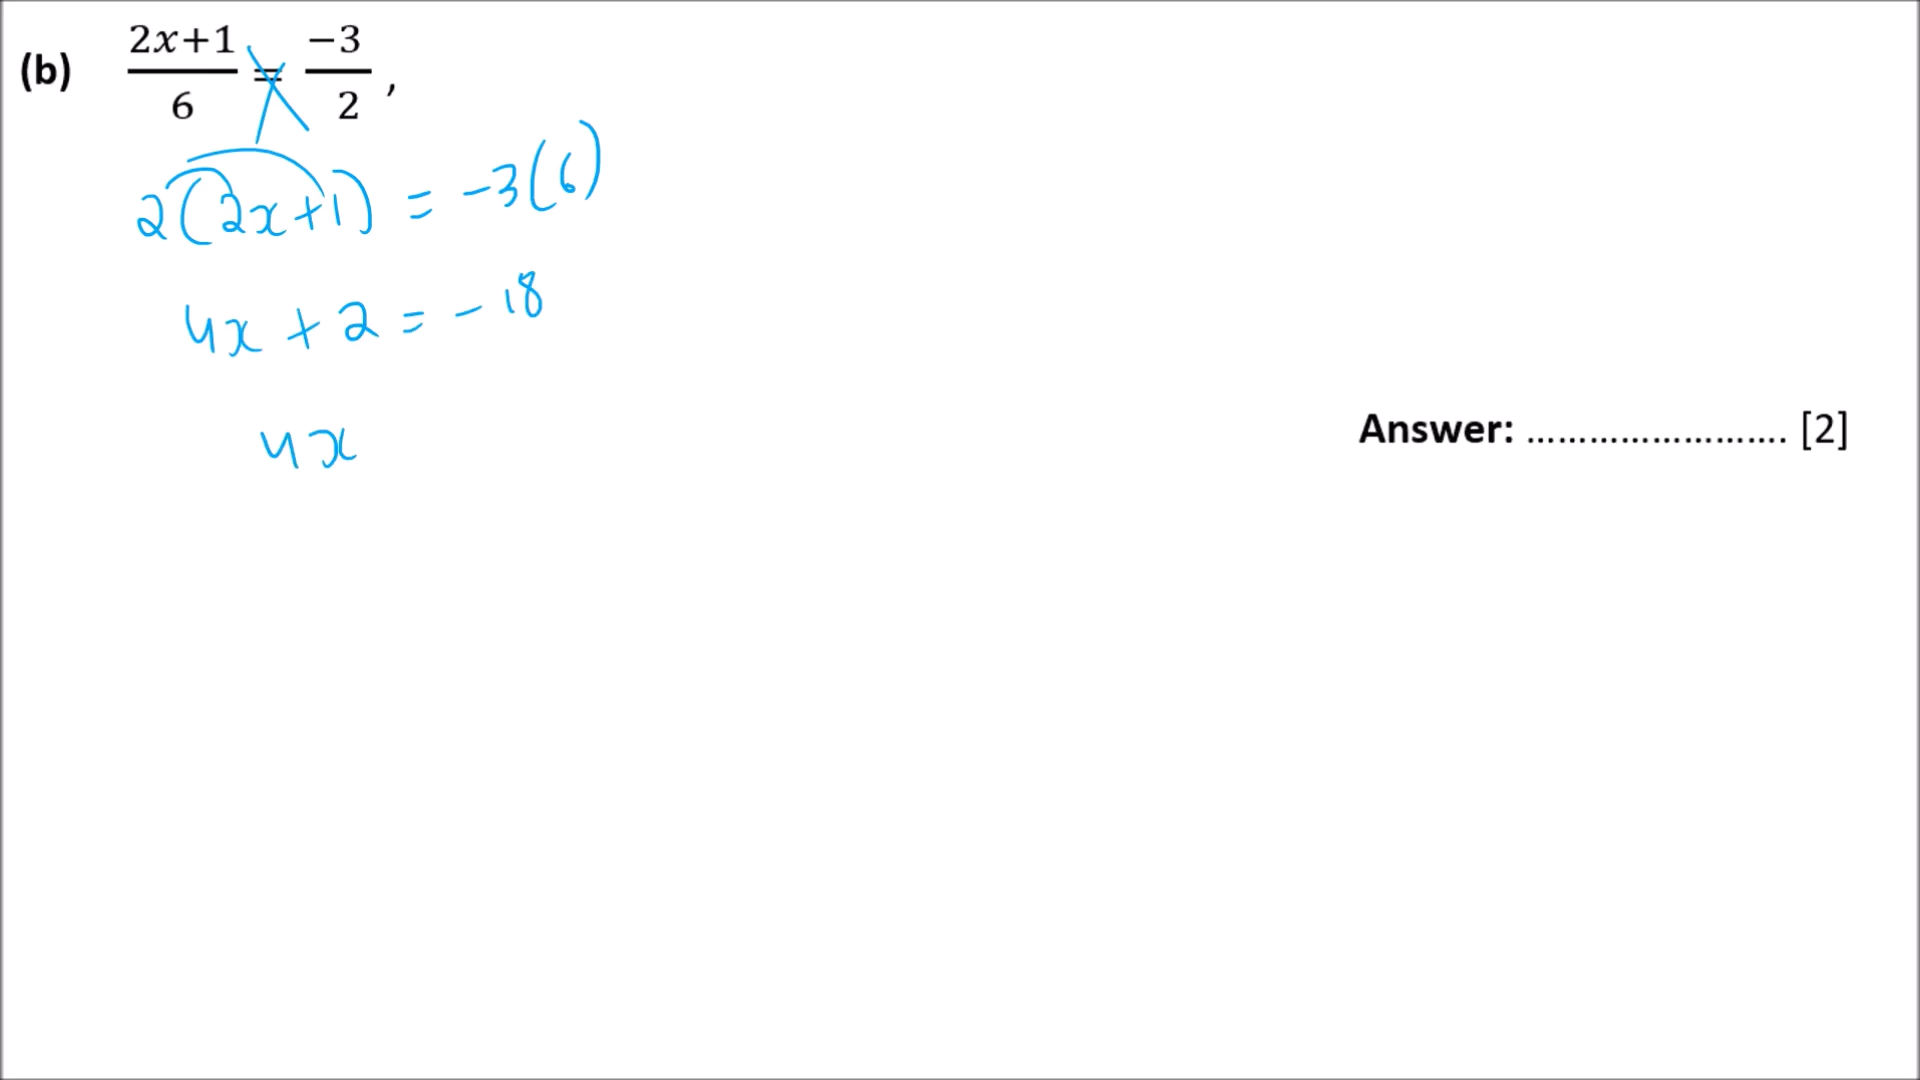 (b) (2x+1)/6 = (−3)/2 ,
2(2x+1) = -3(6)
4x + 2 = -18
Answer: .......................... [2]
4x